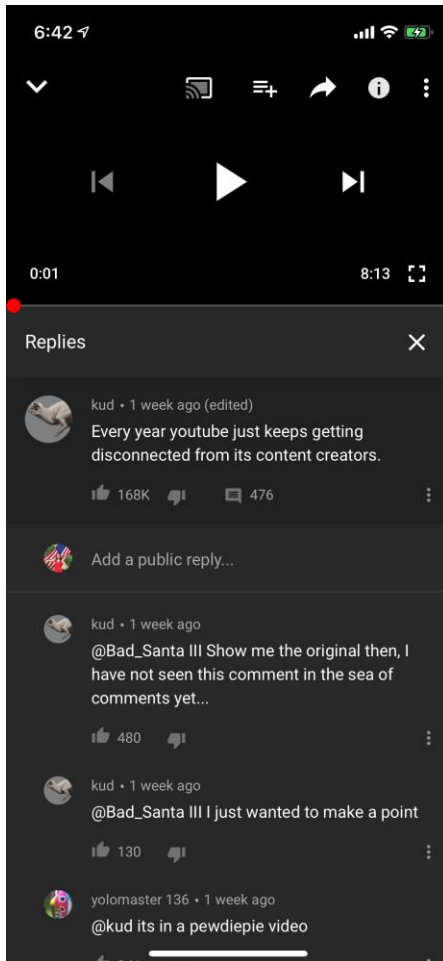 6:42
0:01
8:13
Replies
kud • 1 week ago (edited)
Every year youtube just keeps getting
disconnected from its content creators.
168K
476
Add a public reply...
kud • 1 week ago
@Bad_Santa III Show me the original then, I
have not seen this comment in the sea of
comments yet...
480
kud • 1 week ago
@Bad_Santa III I just wanted to make a point
130
yolomaster 136 • 1 week ago
@kud its in a pewdiepie video